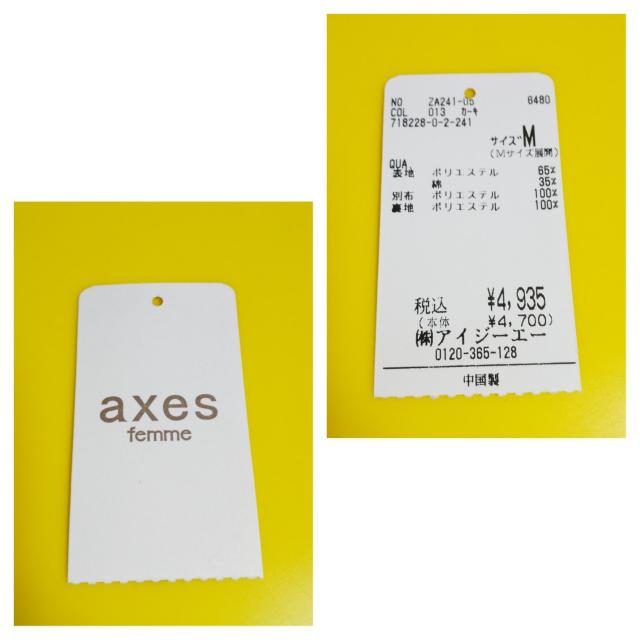 axes
femme
NO ZA241-05 6480
COL 013 カーキ
718228-0-2-241
サイズ M
(Mサイズ展開)
QUA
表地 ポリエステル 65%
綿 35%
別布 ポリエステル 100%
裏地 ポリエステル 100%
税込 ¥4,935
(本体 ¥4,700)
㈱アイジーエー
0120-365-128
中国製